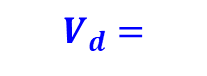 V_d =